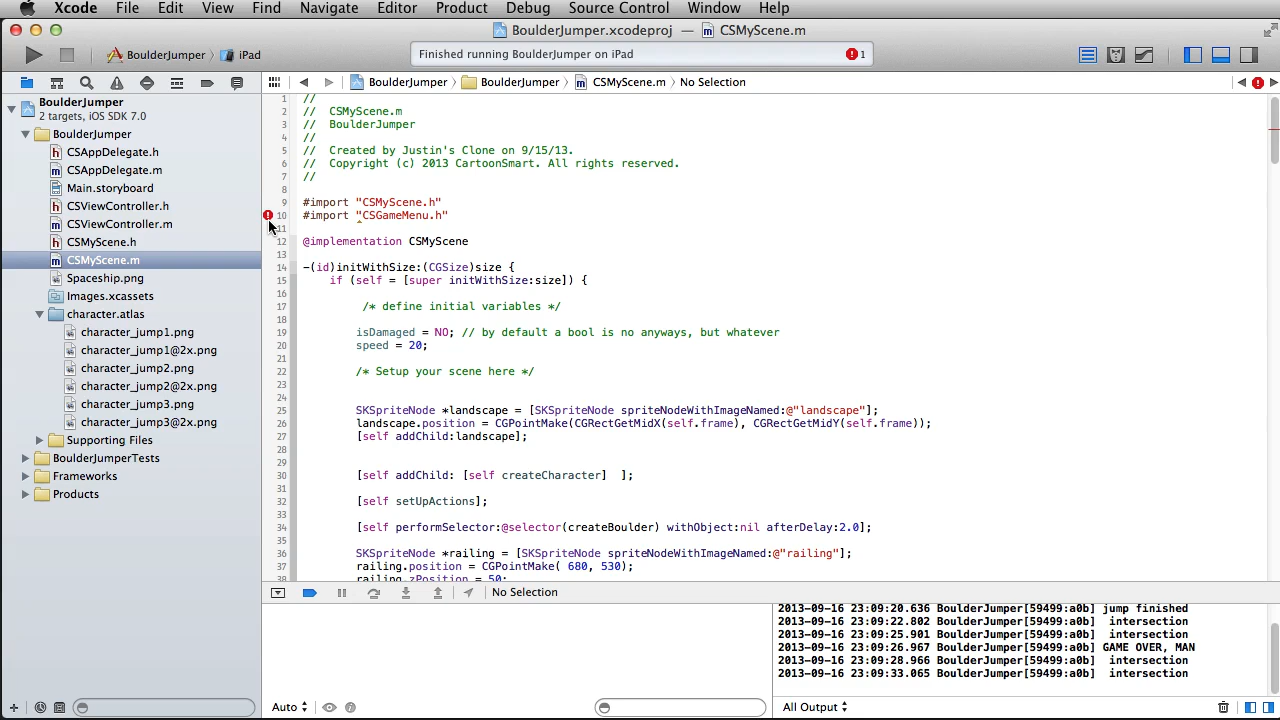 Xcode File Edit View Find Navigate Editor Product Debug Source Control Window Help
BoulderJumper.xcodeproj — CSMyScene.m
BoulderJumper iPad
Finished running BoulderJumper on iPad
1
BoulderJumper BoulderJumper CSMyScene.m No Selection
BoulderJumper
2 targets, iOS SDK 7.0
BoulderJumper
CSAppDelegate.h
CSAppDelegate.m
Main.storyboard
CSViewController.h
CSViewController.m
CSMyScene.h
CSMyScene.m
Spaceship.png
Images.xcassets
character.atlas
character_jump1.png
character_jump1@2x.png
character_jump2.png
character_jump2@2x.png
character_jump3.png
character_jump3@2x.png
Supporting Files
BoulderJumperTests
Frameworks
Products
1 //
2 // CSMyScene.m
3 // BoulderJumper
4 //
5 // Created by Justin's Clone on 9/15/13.
6 // Copyright (c) 2013 CartoonSmart. All rights reserved.
7 //
8
9 #import "CSMyScene.h"
10 #import "CSGameMenu.h"
11
12 @implementation CSMyScene
13
14 -(id)initWithSize:(CGSize)size {
15 if (self = [super initWithSize:size]) {
16
17 /* define initial variables */
18
19 isDamaged = NO; // by default a bool is no anyways, but whatever
20 speed = 20;
21
22 /* Setup your scene here */
23
24
25 SKSpriteNode *landscape = [SKSpriteNode spriteNodeWithImageNamed:@"landscape"];
26 landscape.position = CGPointMake(CGRectGetMidX(self.frame), CGRectGetMidY(self.frame));
27 [self addChild:landscape];
28
29
30 [self addChild: [self createCharacter] ];
31
32 [self setUpActions];
33
34 [self performSelector:@selector(createBoulder) withObject:nil afterDelay:2.0];
35
36 SKSpriteNode *railing = [SKSpriteNode spriteNodeWithImageNamed:@"railing"];
37 railing.position = CGPointMake( 680, 530);
38 railing.zPosition = 50;
No Selection
2013-09-16 23:09:20.636 BoulderJumper[59499:a0b] jump finished
2013-09-16 23:09:22.802 BoulderJumper[59499:a0b] intersection
2013-09-16 23:09:25.901 BoulderJumper[59499:a0b] intersection
2013-09-16 23:09:26.967 BoulderJumper[59499:a0b] GAME OVER, MAN
2013-09-16 23:09:28.966 BoulderJumper[59499:a0b] intersection
2013-09-16 23:09:33.065 BoulderJumper[59499:a0b] intersection
Auto
All Output